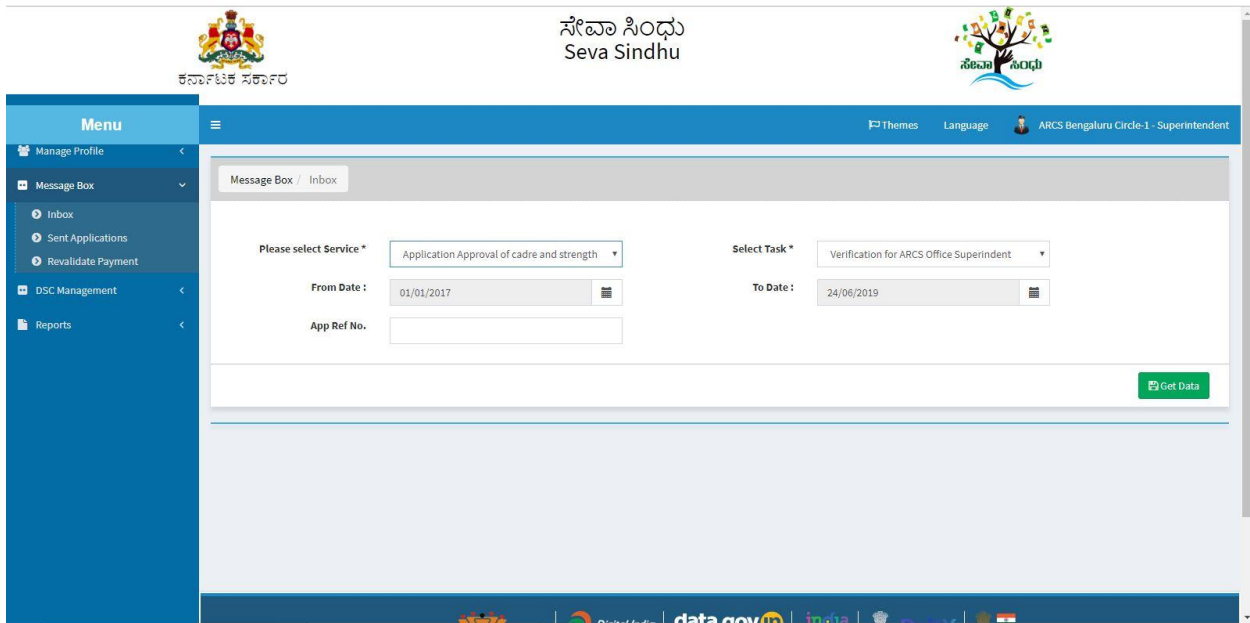 ಸೇವಾ ಸಿಂಧು
Seva Sindhu
ಕರ್ನಾಟಕ ಸರ್ಕಾರ
ಸೇವಾ ಸಿಂಧು
Menu
Themes Language ARCS Bengaluru Circle-1 - Superintendent
Manage Profile
Message Box
Inbox
Sent Applications
Revalidate Payment
DSC Management
Reports
Message Box / Inbox
Please select Service * Application Approval of cadre and strength Select Task * Verification for ARCS Office Superindent
From Date : 01/01/2017 To Date : 24/06/2019
App Ref No.
Get Data
Digital India data.gov in india